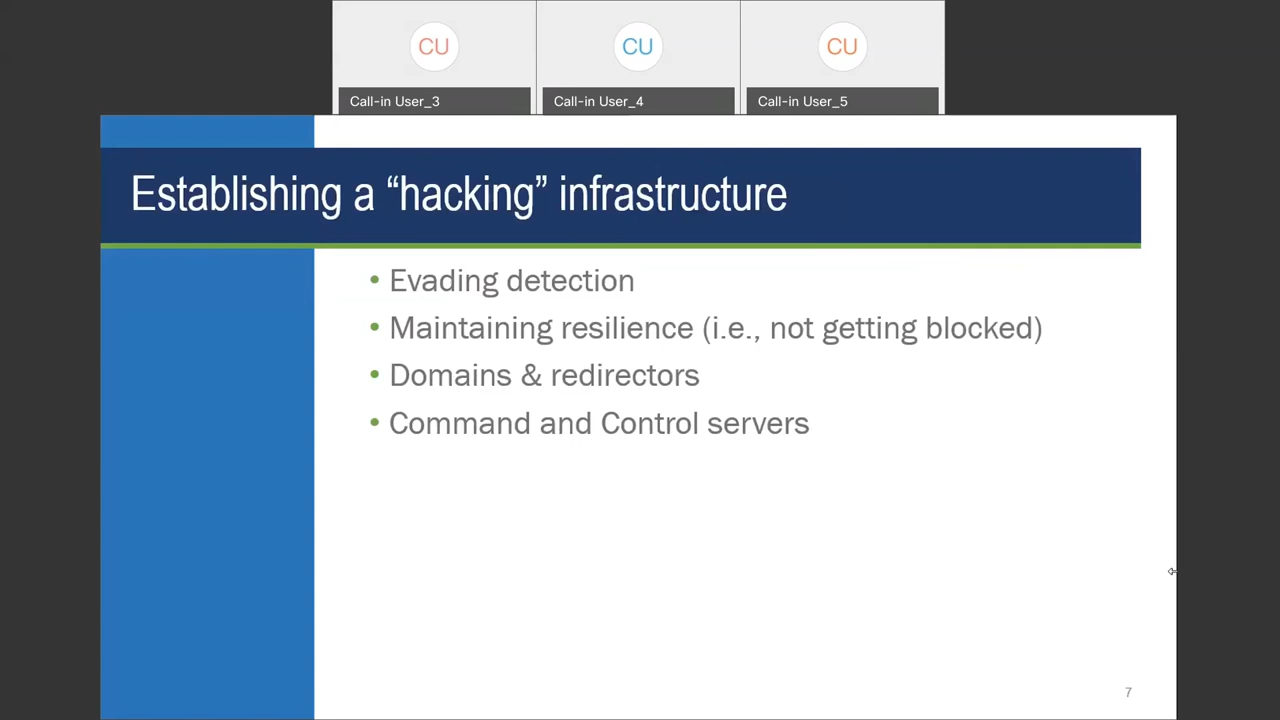 CU
CU
CU
Call-in User_3
Call-in User_4
Call-in User_5
Establishing a “hacking” infrastructure
• Evading detection
• Maintaining resilience (i.e., not getting blocked)
• Domains & redirectors
• Command and Control servers
7